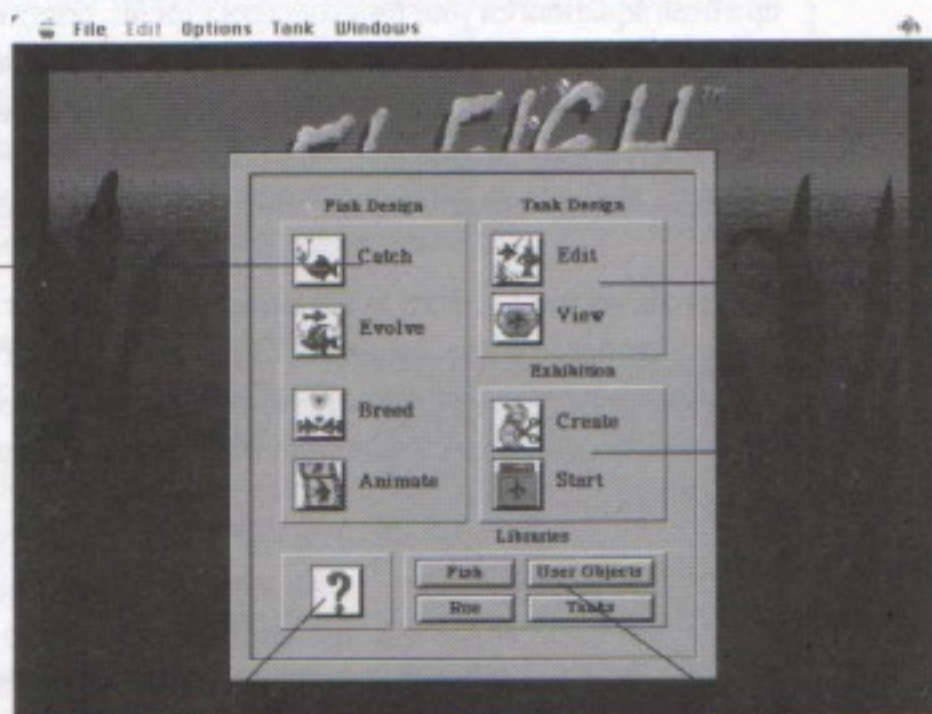 File Edit Options Tank Windows
TM
Fish Design
Catch
Evolve
Breed
Animate
Tank Design
Edit
View
Exhibition
Create
Start
Libraries
Fish
User Objects
Roe
Tanks
?